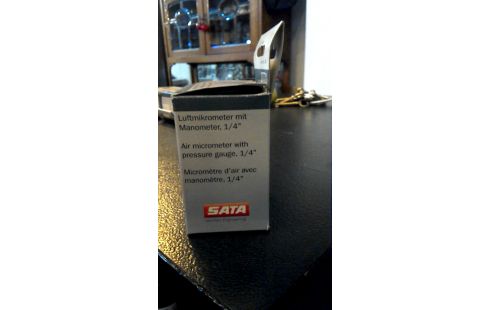 Luftmikrometer mit
Manometer, 1/4"
Air micrometer with
pressure gauge, 1/4"
Micromètre d'air avec
manomètre, 1/4"
SATA